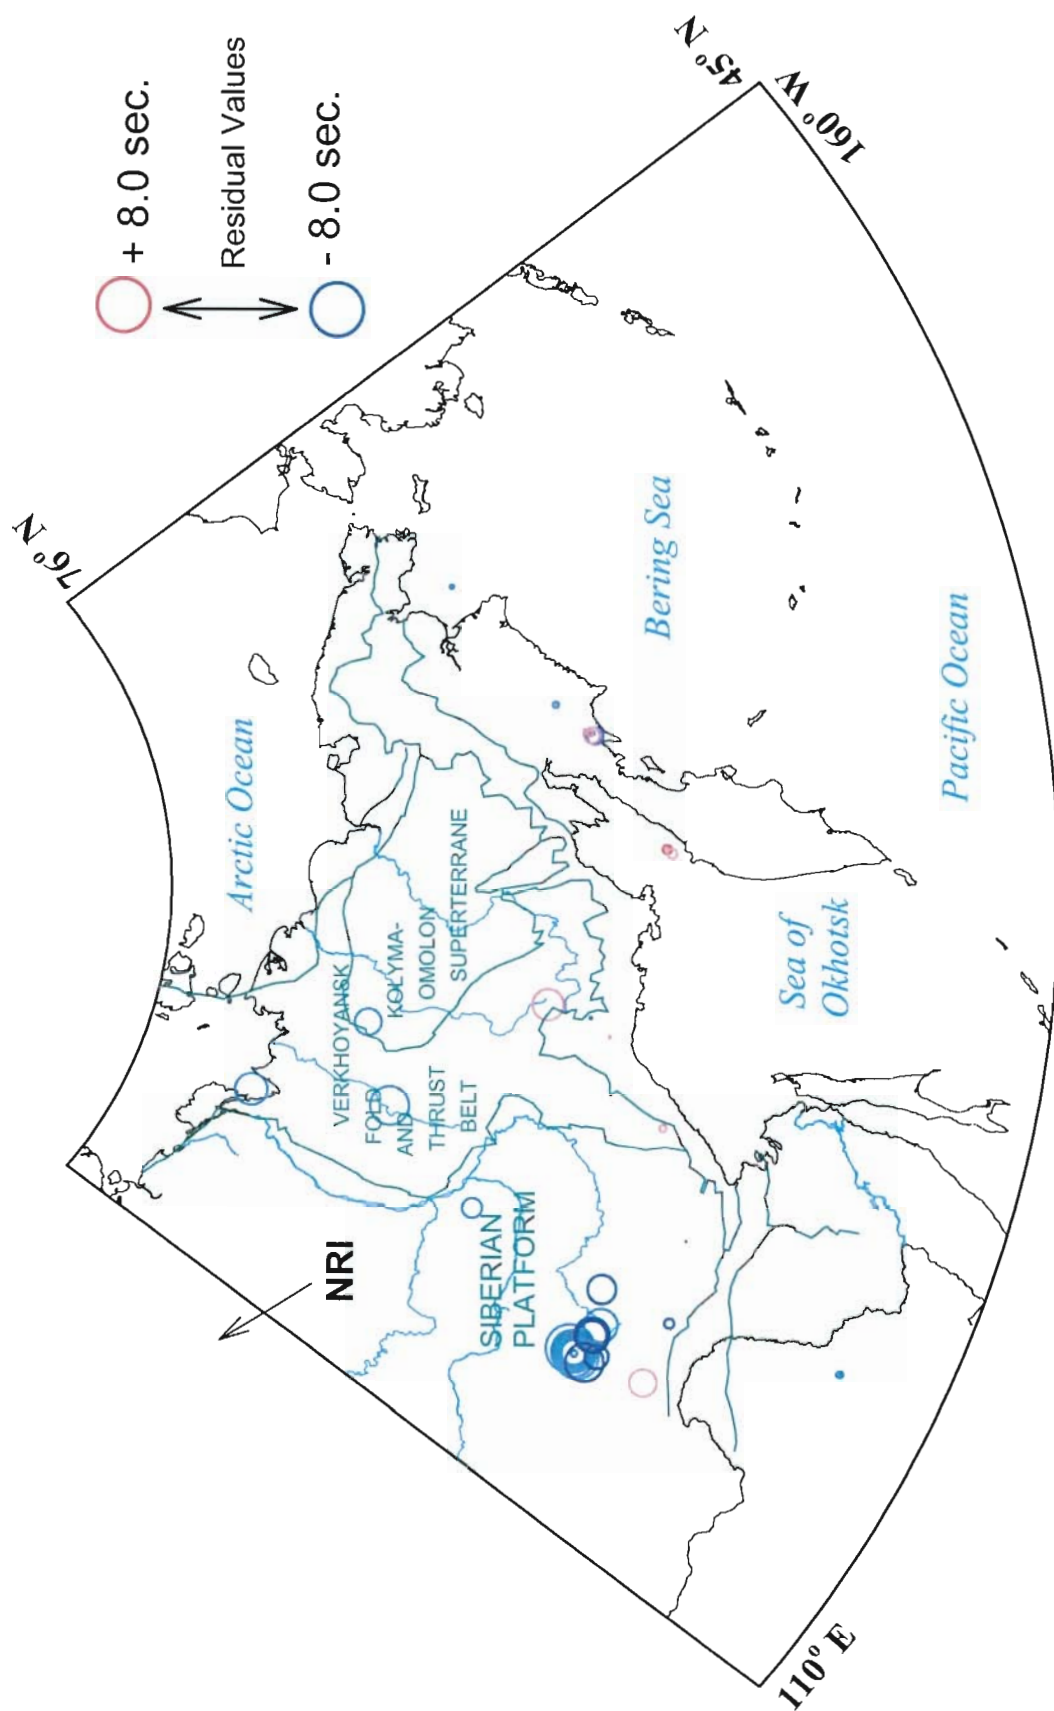 76° N
45° N
160° W
+ 8.0 sec.
Residual Values
- 8.0 sec.
Arctic Ocean
Bering Sea
Pacific Ocean
Sea of
Okhotsk
VERKHOYANSK
FOLD
AND
THRUST
BELT
KOLYMA-
OMOLON
SUPERTERRANE
SIBERIAN
PLATFORM
NRI
110° E